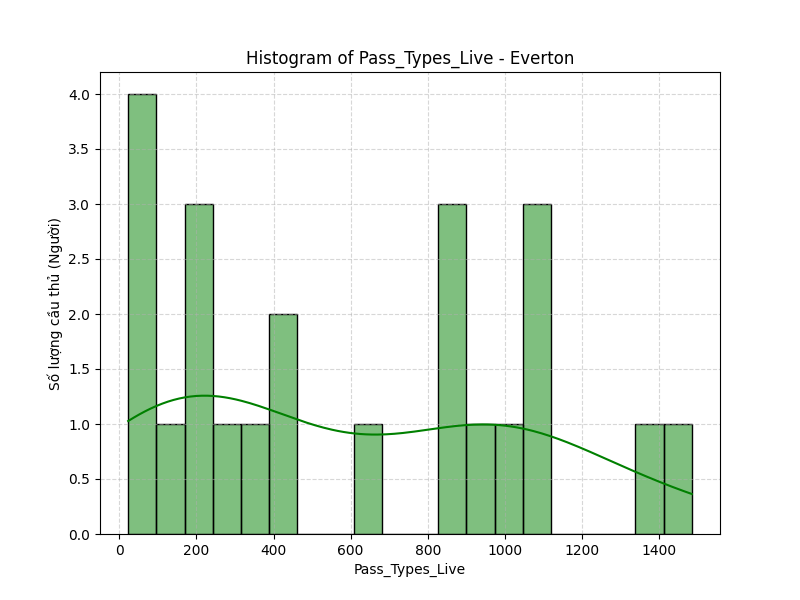 Histogram of Pass_Types_Live - Everton
Số lượng cầu thủ (Người)
4.0
3.5
3.0
2.5
2.0
1.5
1.0
0.5
0.0
0 200 400 600 800 1000 1200 1400
Pass_Types_Live